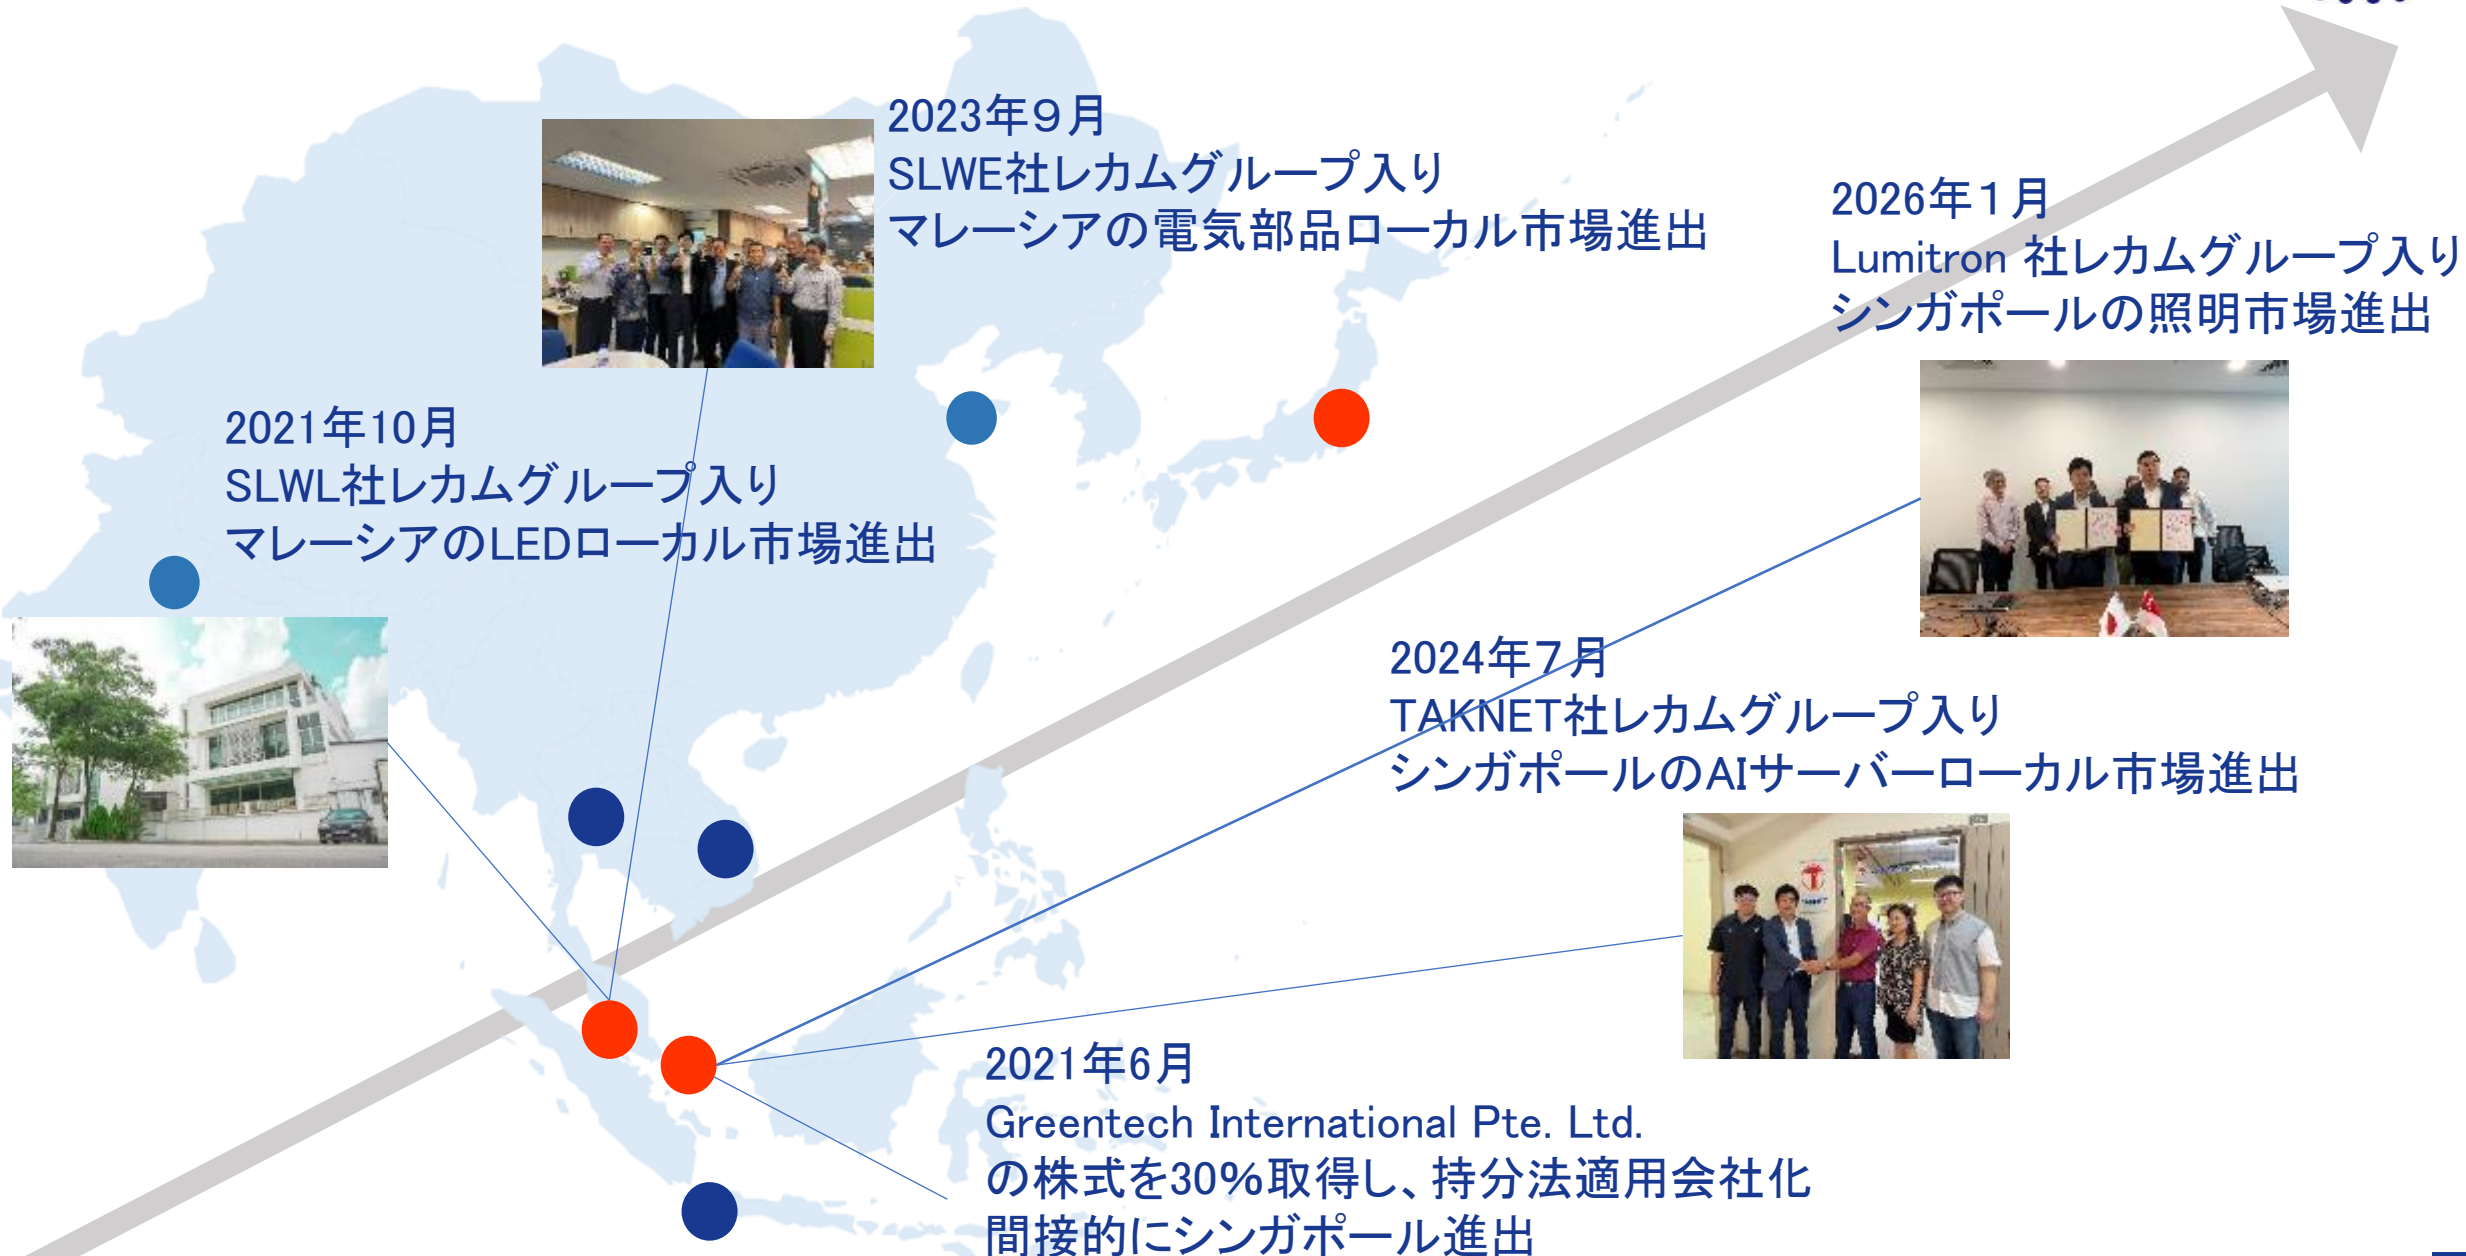 2023年９月
SLWE社レカムグループ入り
マレーシアの電気部品ローカル市場進出
2026年１月
Lumitron 社レカムグループ入り
シンガポールの照明市場進出
2021年10月
SLWL社レカムグループ入り
マレーシアのLEDローカル市場進出
2024年７月
TAKNET社レカムグループ入り
シンガポールのAIサーバーローカル市場進出
2021年6月
Greentech International Pte. Ltd.
の株式を30%取得し、持分法適用会社化
間接的にシンガポール進出